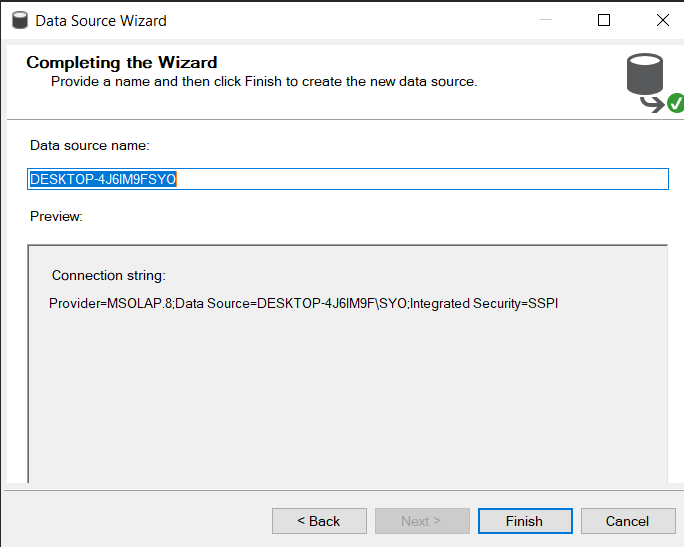 Data Source Wizard
Completing the Wizard
Provide a name and then click Finish to create the new data source.
Data source name:
DESKTOP-4J6IM9FSYO
Preview:
Connection string:
Provider=MSOLAP.8;Data Source=DESKTOP-4J6IM9F\SYO;Integrated Security=SSPI
< Back
Next >
Finish
Cancel